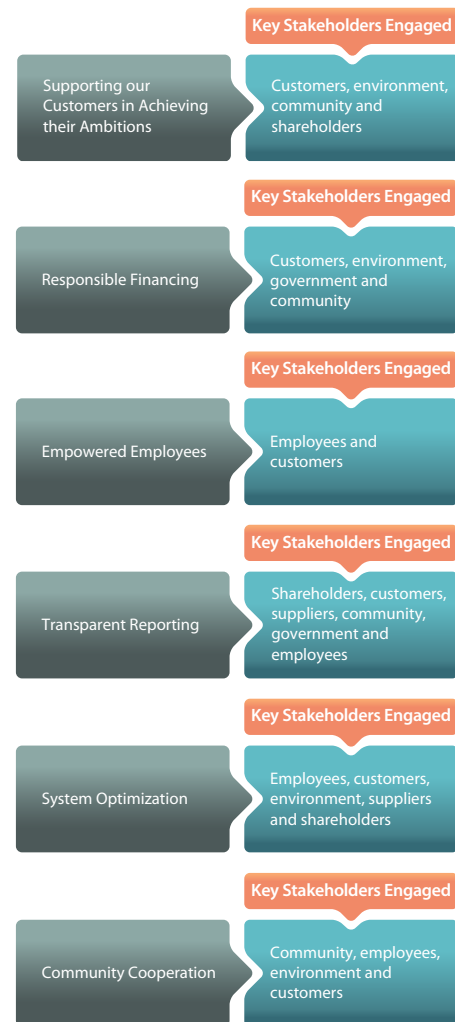 Key Stakeholders Engaged
Supporting our
Customers in Achieving
their Ambitions
Customers, environment,
community and
shareholders
Key Stakeholders Engaged
Responsible Financing
Customers, environment,
government and
community
Key Stakeholders Engaged
Empowered Employees
Employees and
customers
Key Stakeholders Engaged
Transparent Reporting
Shareholders, customers,
suppliers, community,
government and
employees
Key Stakeholders Engaged
System Optimization
Employees, customers,
environment, suppliers
and shareholders
Key Stakeholders Engaged
Community Cooperation
Community, employees,
environment and
customers